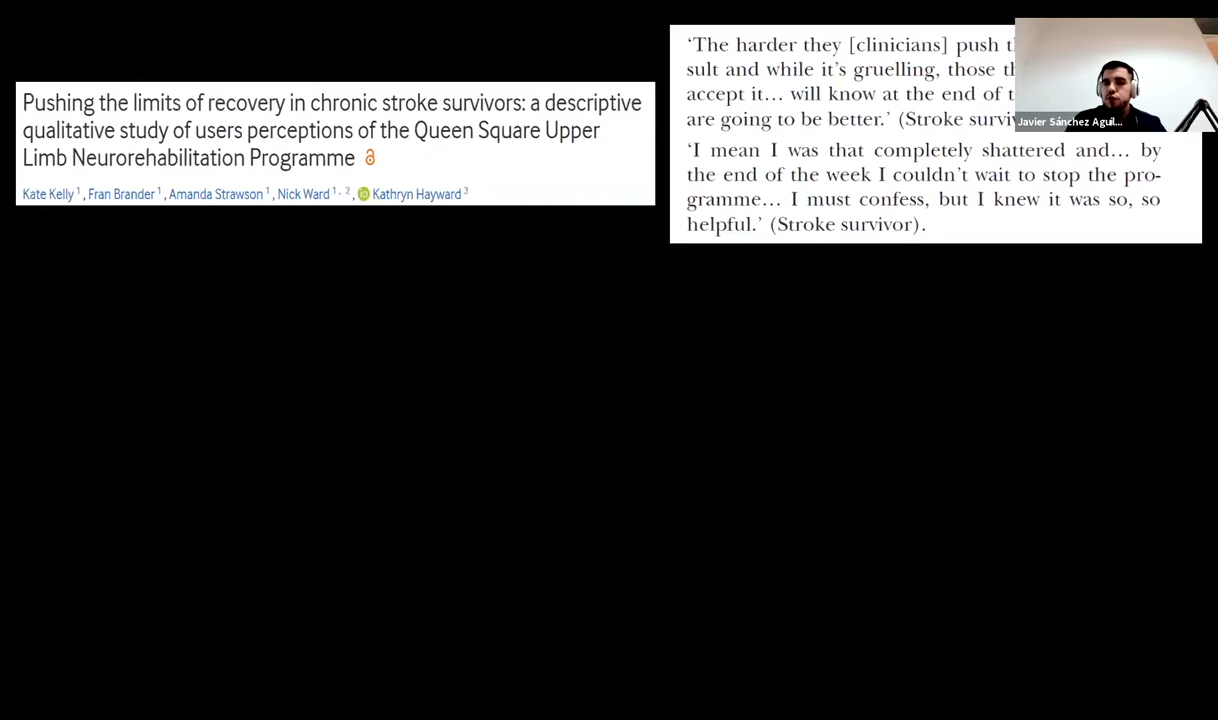 Pushing the limits of recovery in chronic stroke survivors: a descriptive
qualitative study of users perceptions of the Queen Square Upper
Limb Neurorehabilitation Programme
Kate Kelly 1, Fran Brander 1, Amanda Strawson 1, Nick Ward 1, 2, Kathryn Hayward 3
‘The harder they [clinicians] push
sult and while it’s gruelling, those
accept it… will know at the end of
are going to be better.’ (Stroke
‘I mean I was that completely shattered and… by
the end of the week I couldn’t wait to stop the pro-
gramme… I must confess, but I knew it was so, so
helpful.’ (Stroke survivor).
Javier Sánchez Aguil...